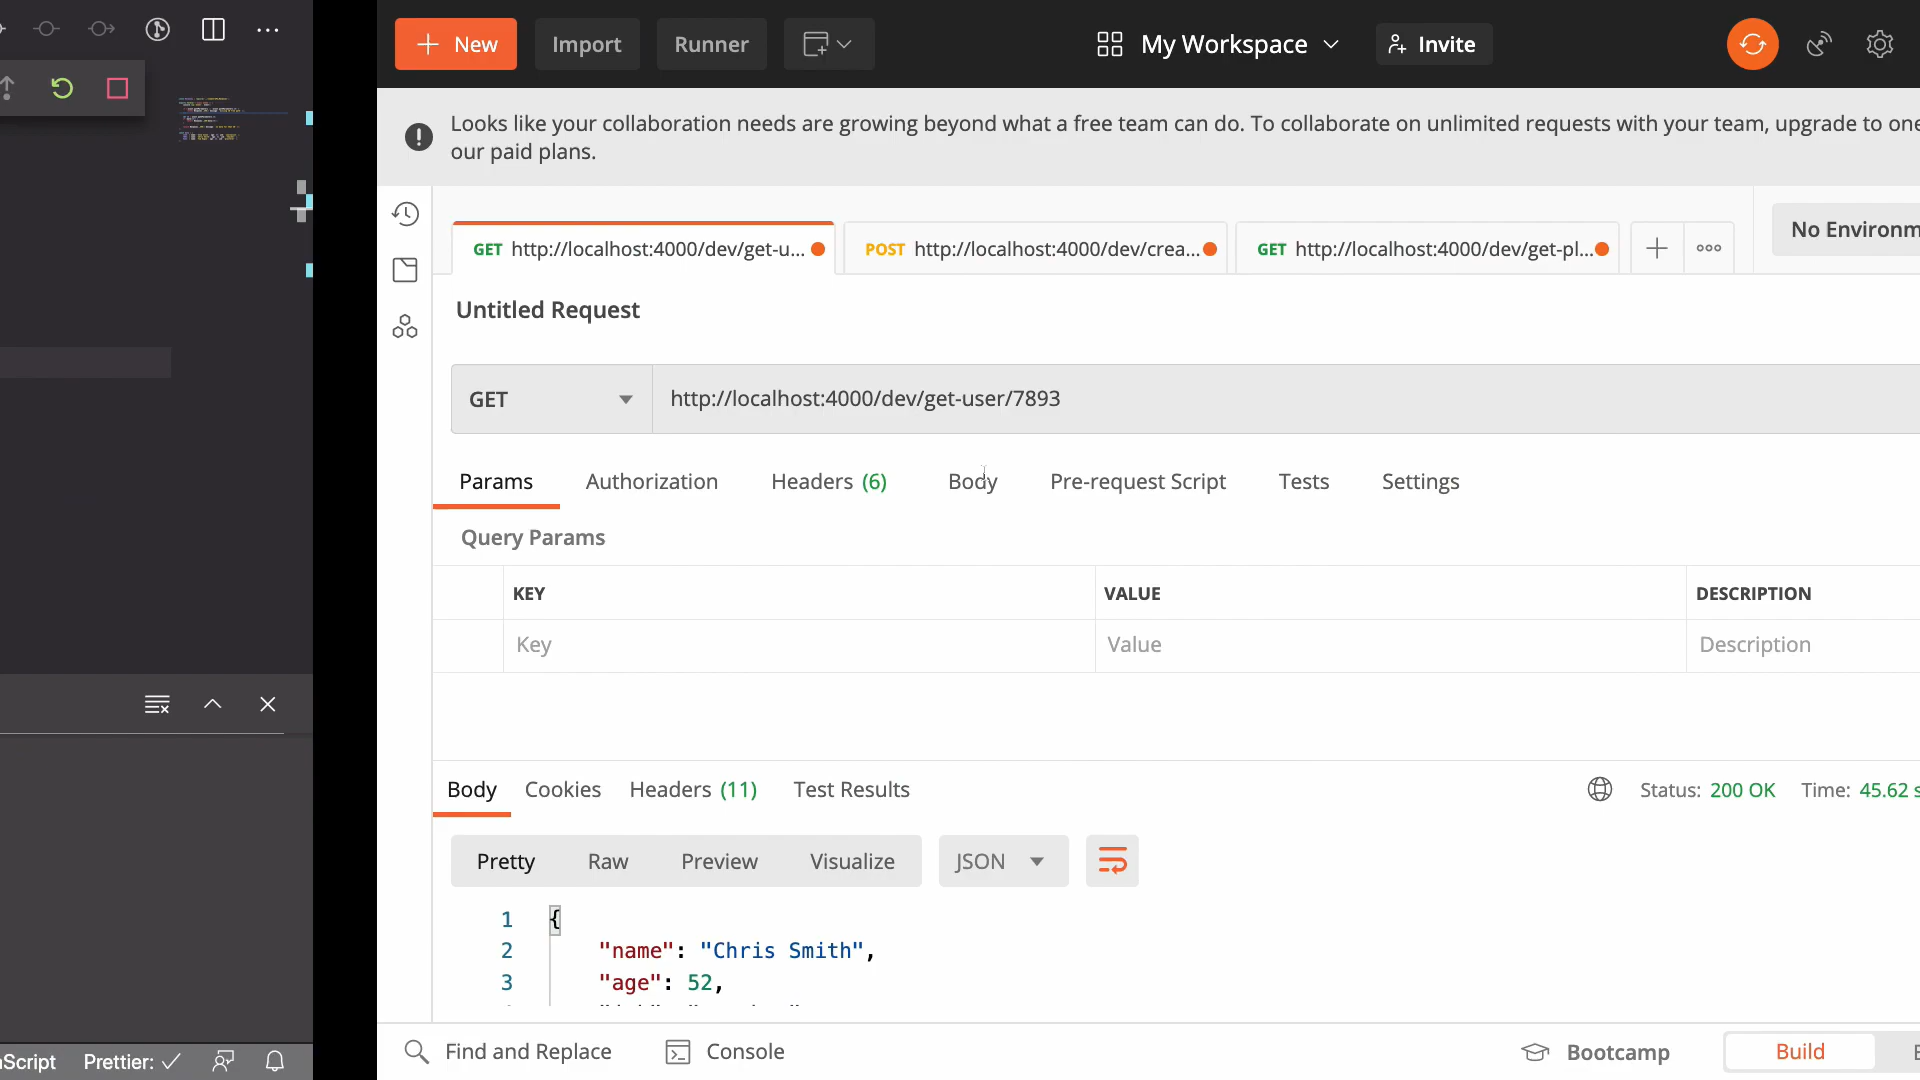 New
Import
Runner
My Workspace
Invite
Looks like your collaboration needs are growing beyond what a free team can do. To collaborate on unlimited requests with your team, upgrade to one
our paid plans.
GET http://localhost:4000/dev/get-u...
POST http://localhost:4000/dev/crea...
GET http://localhost:4000/dev/get-pl...
No Environm
Untitled Request
GET
http://localhost:4000/dev/get-user/7893
Params
Authorization
Headers (6)
Body
Pre-request Script
Tests
Settings
Query Params
KEY
VALUE
DESCRIPTION
Key
Value
Description
Body
Cookies
Headers (11)
Test Results
Status: 200 OK
Time: 45.62 s
Pretty
Raw
Preview
Visualize
JSON
1 {
2 "name": "Chris Smith",
3 "age": 52,
Script
Prettier: ✓
Find and Replace
Console
Bootcamp
Build